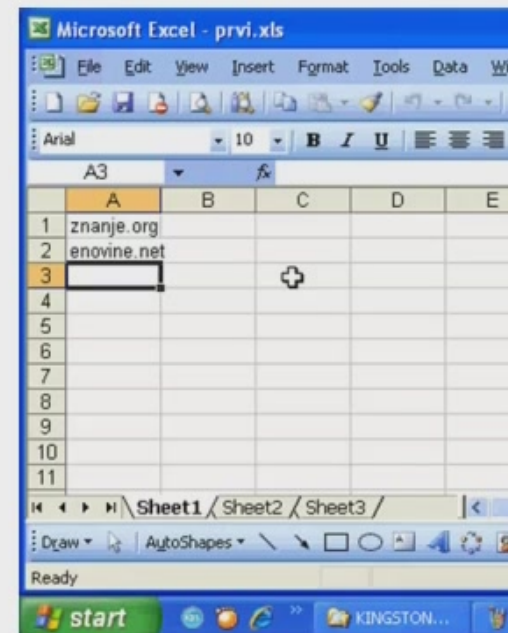 Microsoft Excel - prvi.xls
File Edit View Insert Format Tools Data
Arial 10 B I U
A3 fx
A B C D E
1 znanje.org
2 enovine.net
3
4
5
6
7
8
9
10
11
Sheet1 Sheet2 Sheet3
Draw AutoShapes
Ready
start KINGSTON...